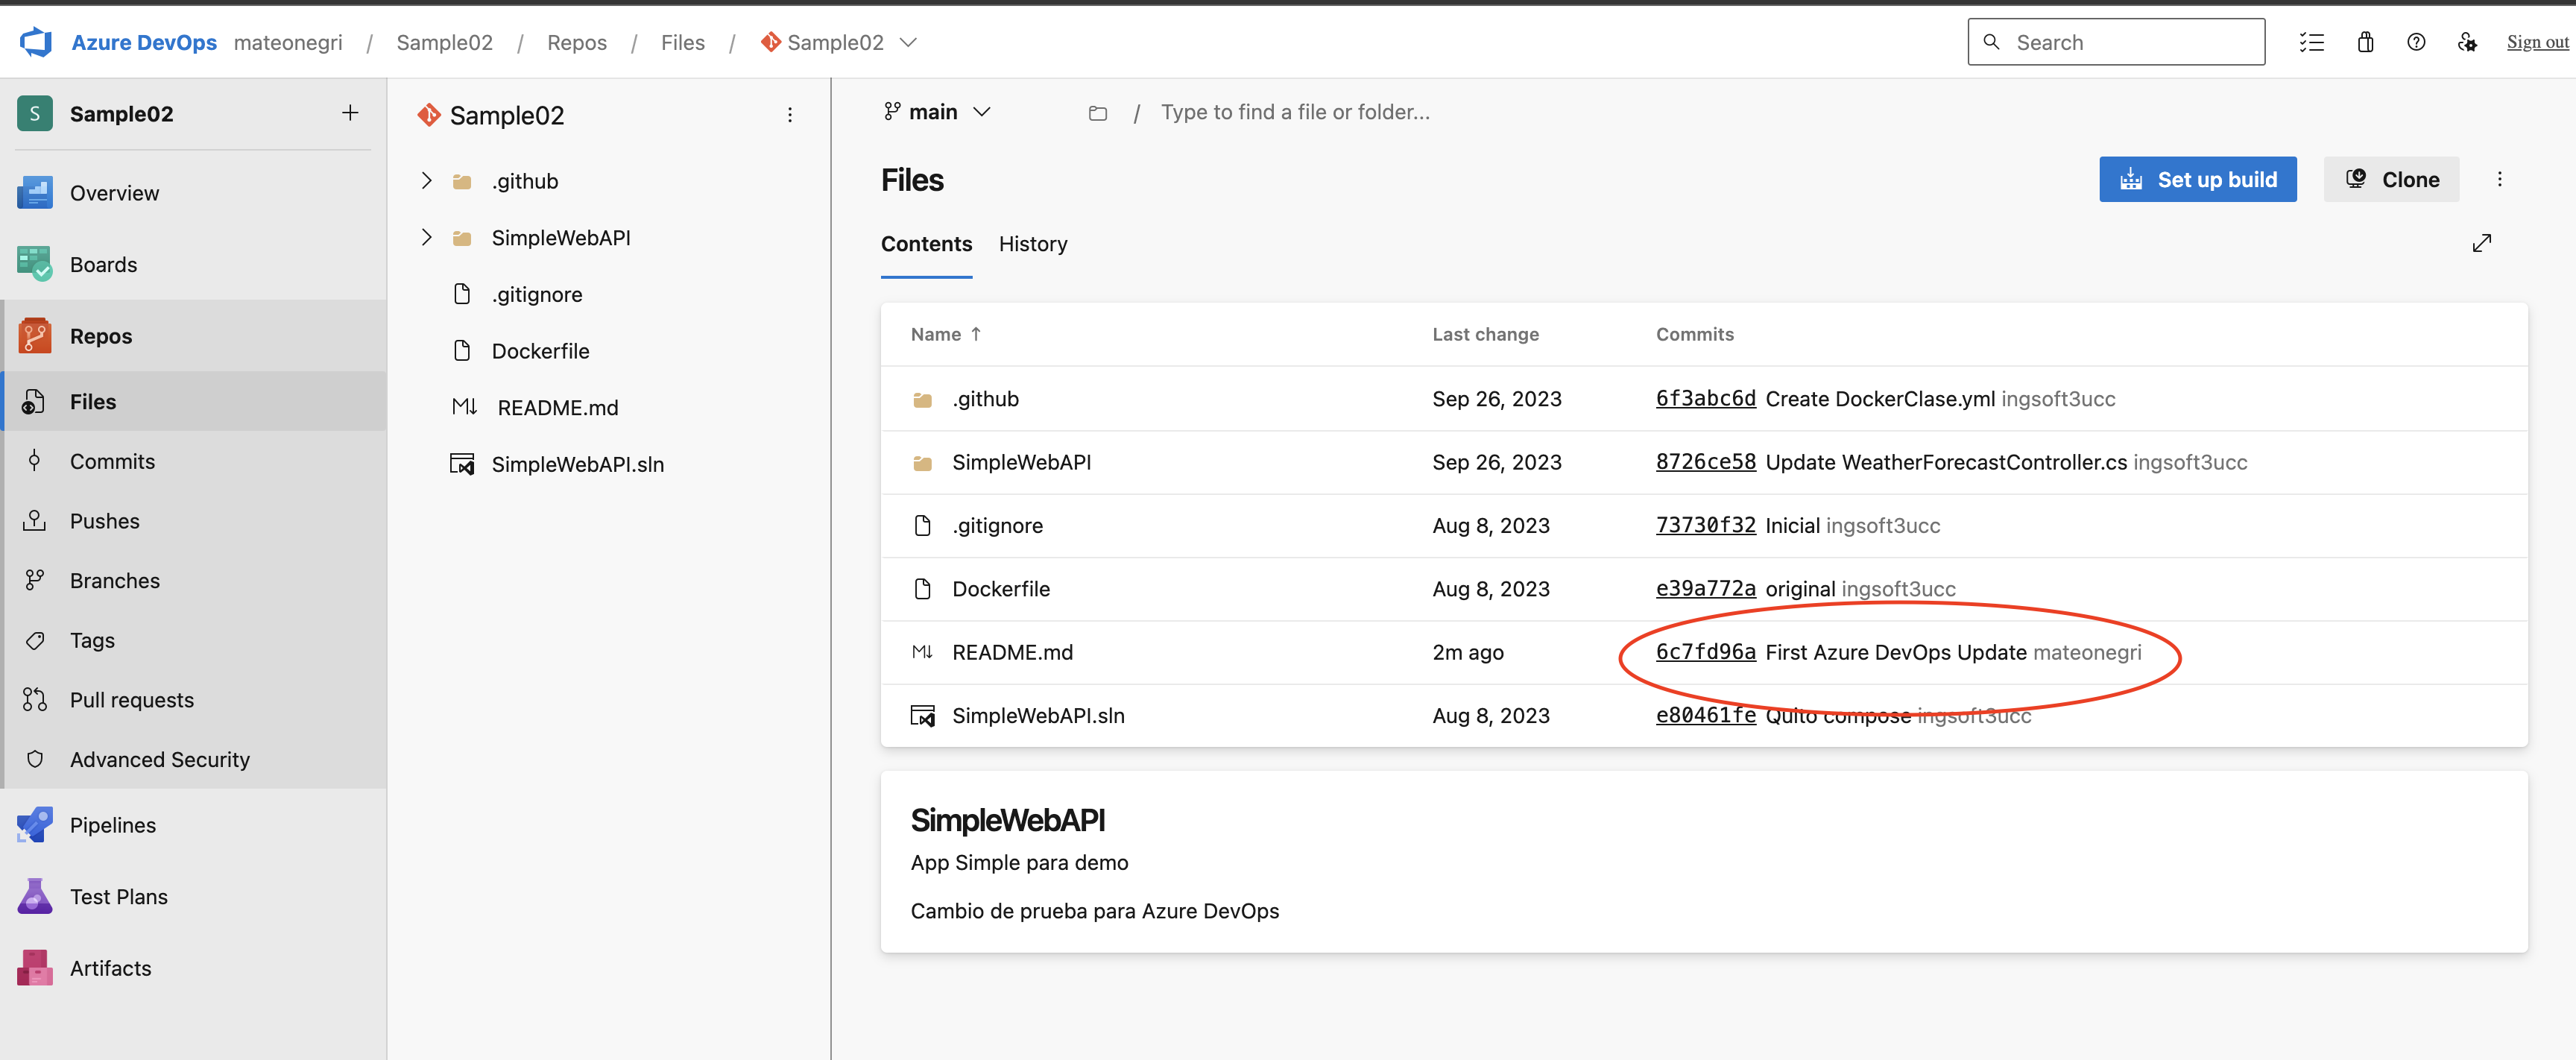 Azure DevOps mateonegri / Sample02 / Repos / Files / Sample02
Search
Sign out
S Sample02
Overview
Boards
Repos
Files
Commits
Pushes
Branches
Tags
Pull requests
Advanced Security
Pipelines
Test Plans
Artifacts
Sample02
.github
SimpleWebAPI
.gitignore
Dockerfile
README.md
SimpleWebAPI.sln
main / Type to find a file or folder...
Files
Set up build
Clone
Contents History
Name ↑ Last change Commits
.github Sep 26, 2023 6f3abc6d Create DockerClase.yml ingsoft3ucc
SimpleWebAPI Sep 26, 2023 8726ce58 Update WeatherForecastController.cs ingsoft3ucc
.gitignore Aug 8, 2023 73730f32 Inicial ingsoft3ucc
Dockerfile Aug 8, 2023 e39a772a original ingsoft3ucc
README.md 2m ago 6c7fd96a First Azure DevOps Update mateonegri
SimpleWebAPI.sln Aug 8, 2023 e80461fe Quito compose ingsoft3ucc
SimpleWebAPI
App Simple para demo
Cambio de prueba para Azure DevOps